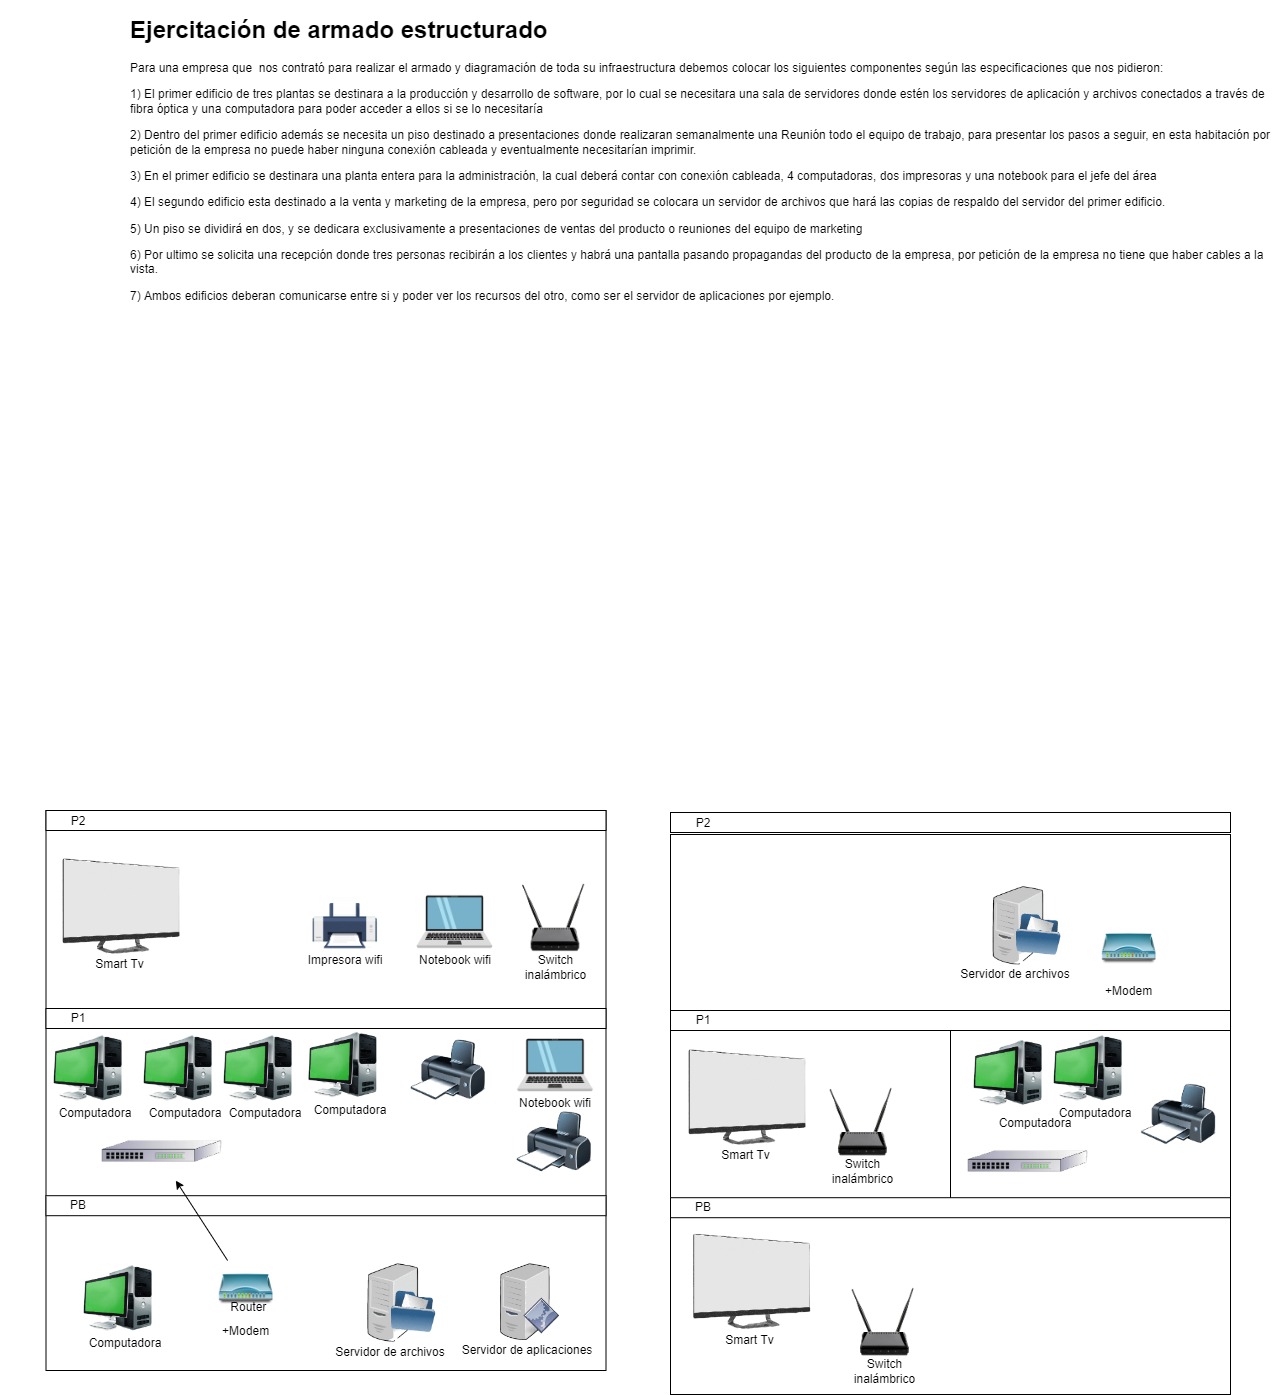 Ejercitación de armado estructurado
Para una empresa que  nos contrató para realizar el armado y diagramación de toda su infraestructura debemos colocar los siguientes componentes según las especificaciones que nos pidieron:
1) El primer edificio de tres plantas se destinara a la producción y desarrollo de software, por lo cual se necesitara una sala de servidores donde estén los servidores de aplicación y archivos conectados a través de
fibra óptica y una computadora para poder acceder a ellos si se lo necesitaría
2) Dentro del primer edificio además se necesita un piso destinado a presentaciones donde realizaran semanalmente una Reunión todo el equipo de trabajo, para presentar los pasos a seguir, en esta habitación por
petición de la empresa no puede haber ninguna conexión cableada y eventualmente necesitarían imprimir.
3) En el primer edificio se destinara una planta entera para la administración, la cual deberá contar con conexión cableada, 4 computadoras, dos impresoras y una notebook para el jefe del área
4) El segundo edificio esta destinado a la venta y marketing de la empresa, pero por seguridad se colocara un servidor de archivos que hará las copias de respaldo del servidor del primer edificio.
5) Un piso se dividirá en dos, y se dedicara exclusivamente a presentaciones de ventas del producto o reuniones del equipo de marketing
6) Por ultimo se solicita una recepción donde tres personas recibirán a los clientes y habrá una pantalla pasando propagandas del producto de la empresa, por petición de la empresa no tiene que haber cables a la
vista.
7) Ambos edificios deberan comunicarse entre si y poder ver los recursos del otro, como ser el servidor de aplicaciones por ejemplo.
P2
Smart Tv
Impresora wifi
Notebook wifi
Switch
inalámbrico
P1
Computadora
Computadora
Computadora
Computadora
Notebook wifi
PB
Computadora
Router
+Modem
Servidor de archivos
Servidor de aplicaciones
P2
Servidor de archivos
+Modem
P1
Smart Tv
Switch
inalámbrico
Computadora
Computadora
PB
Smart Tv
Switch
inalámbrico